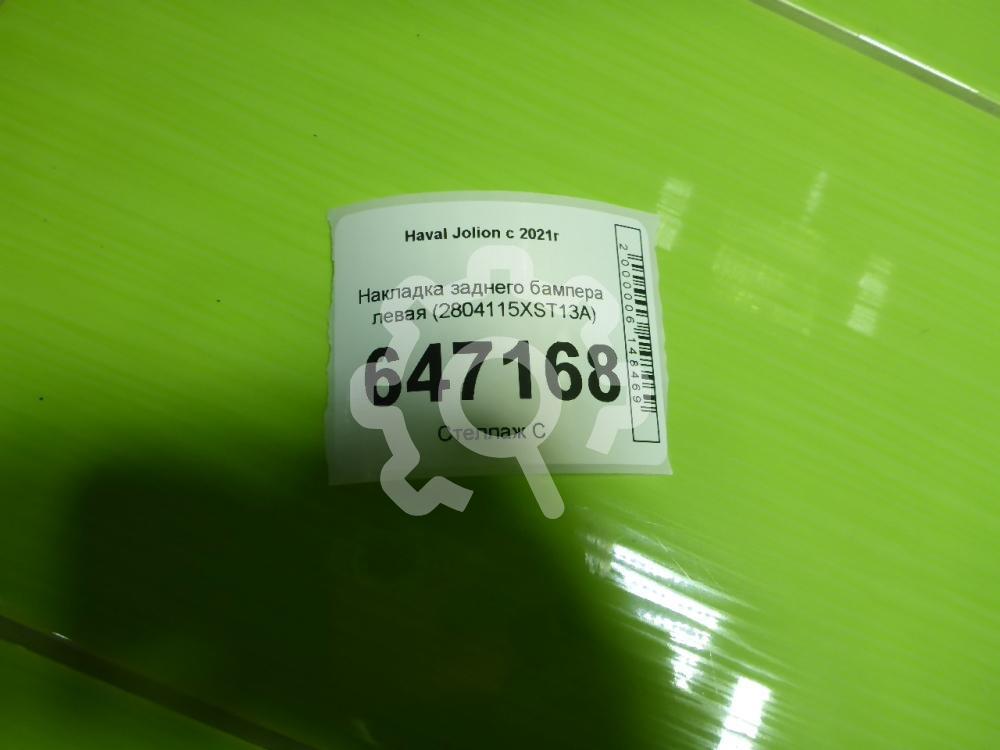 Haval Jolion с 2021г
Накладка заднего бампера
левая (2804115XST13A)
647168
Стеллаж С
2000006148469